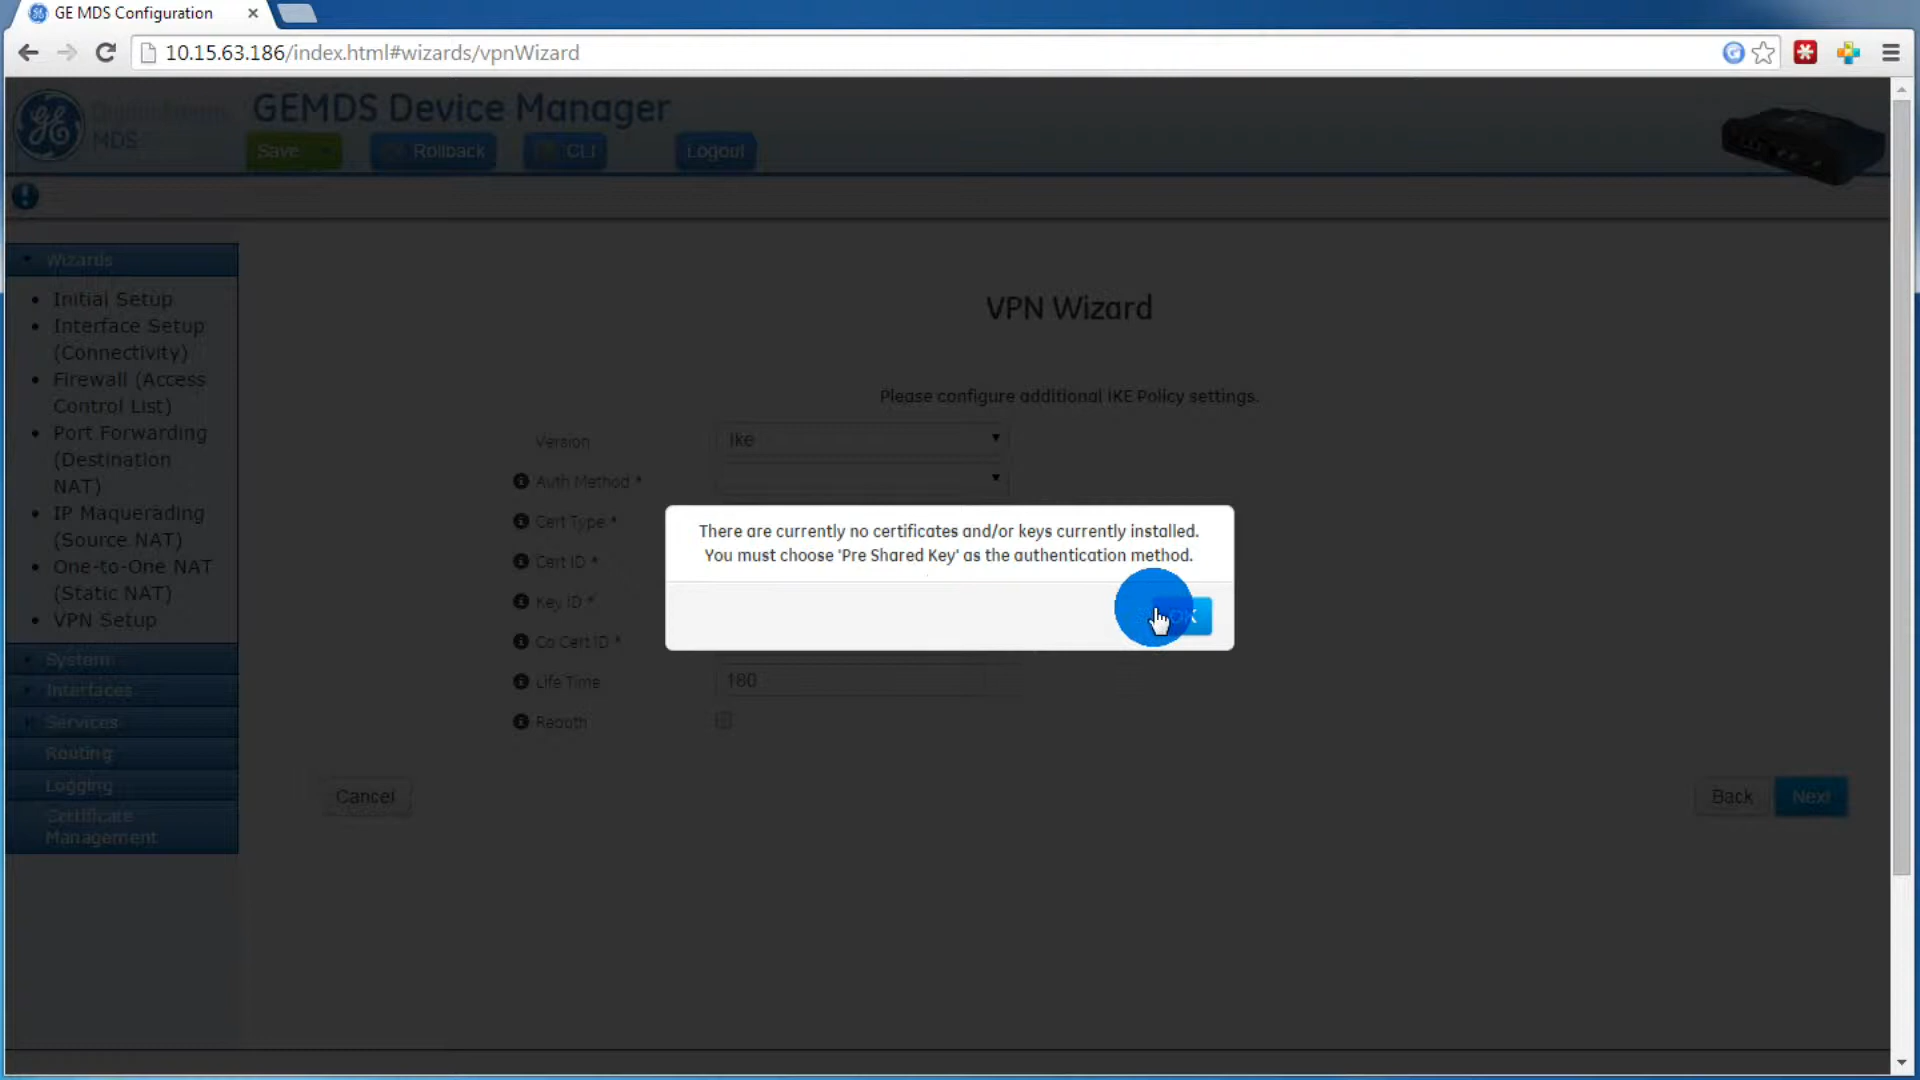 GE MDS Configuration
10.15.63.186/index.html#wizards/vpnWizard
GEMDS Device Manager
MDS
Save
Rollback
CLI
Logout
Wizards
Initial Setup
Interface Setup
(Connectivity)
Firewall (Access
Control List)
Port Forwarding
(Destination
NAT)
IP Maquerading
(Source NAT)
One-to-One NAT
(Static NAT)
VPN Setup
System
Interfaces
Services
Routing
Logging
Certificate
Management
VPN Wizard
Please configure additional IKE Policy settings.
Version
ike
Auth Method *
Cert Type *
Cert ID *
Key ID *
Ca Cert ID *
Life Time
180
Reauth
There are currently no certificates and/or keys currently installed.
You must choose 'Pre Shared Key' as the authentication method.
OK
Cancel
Back
Next